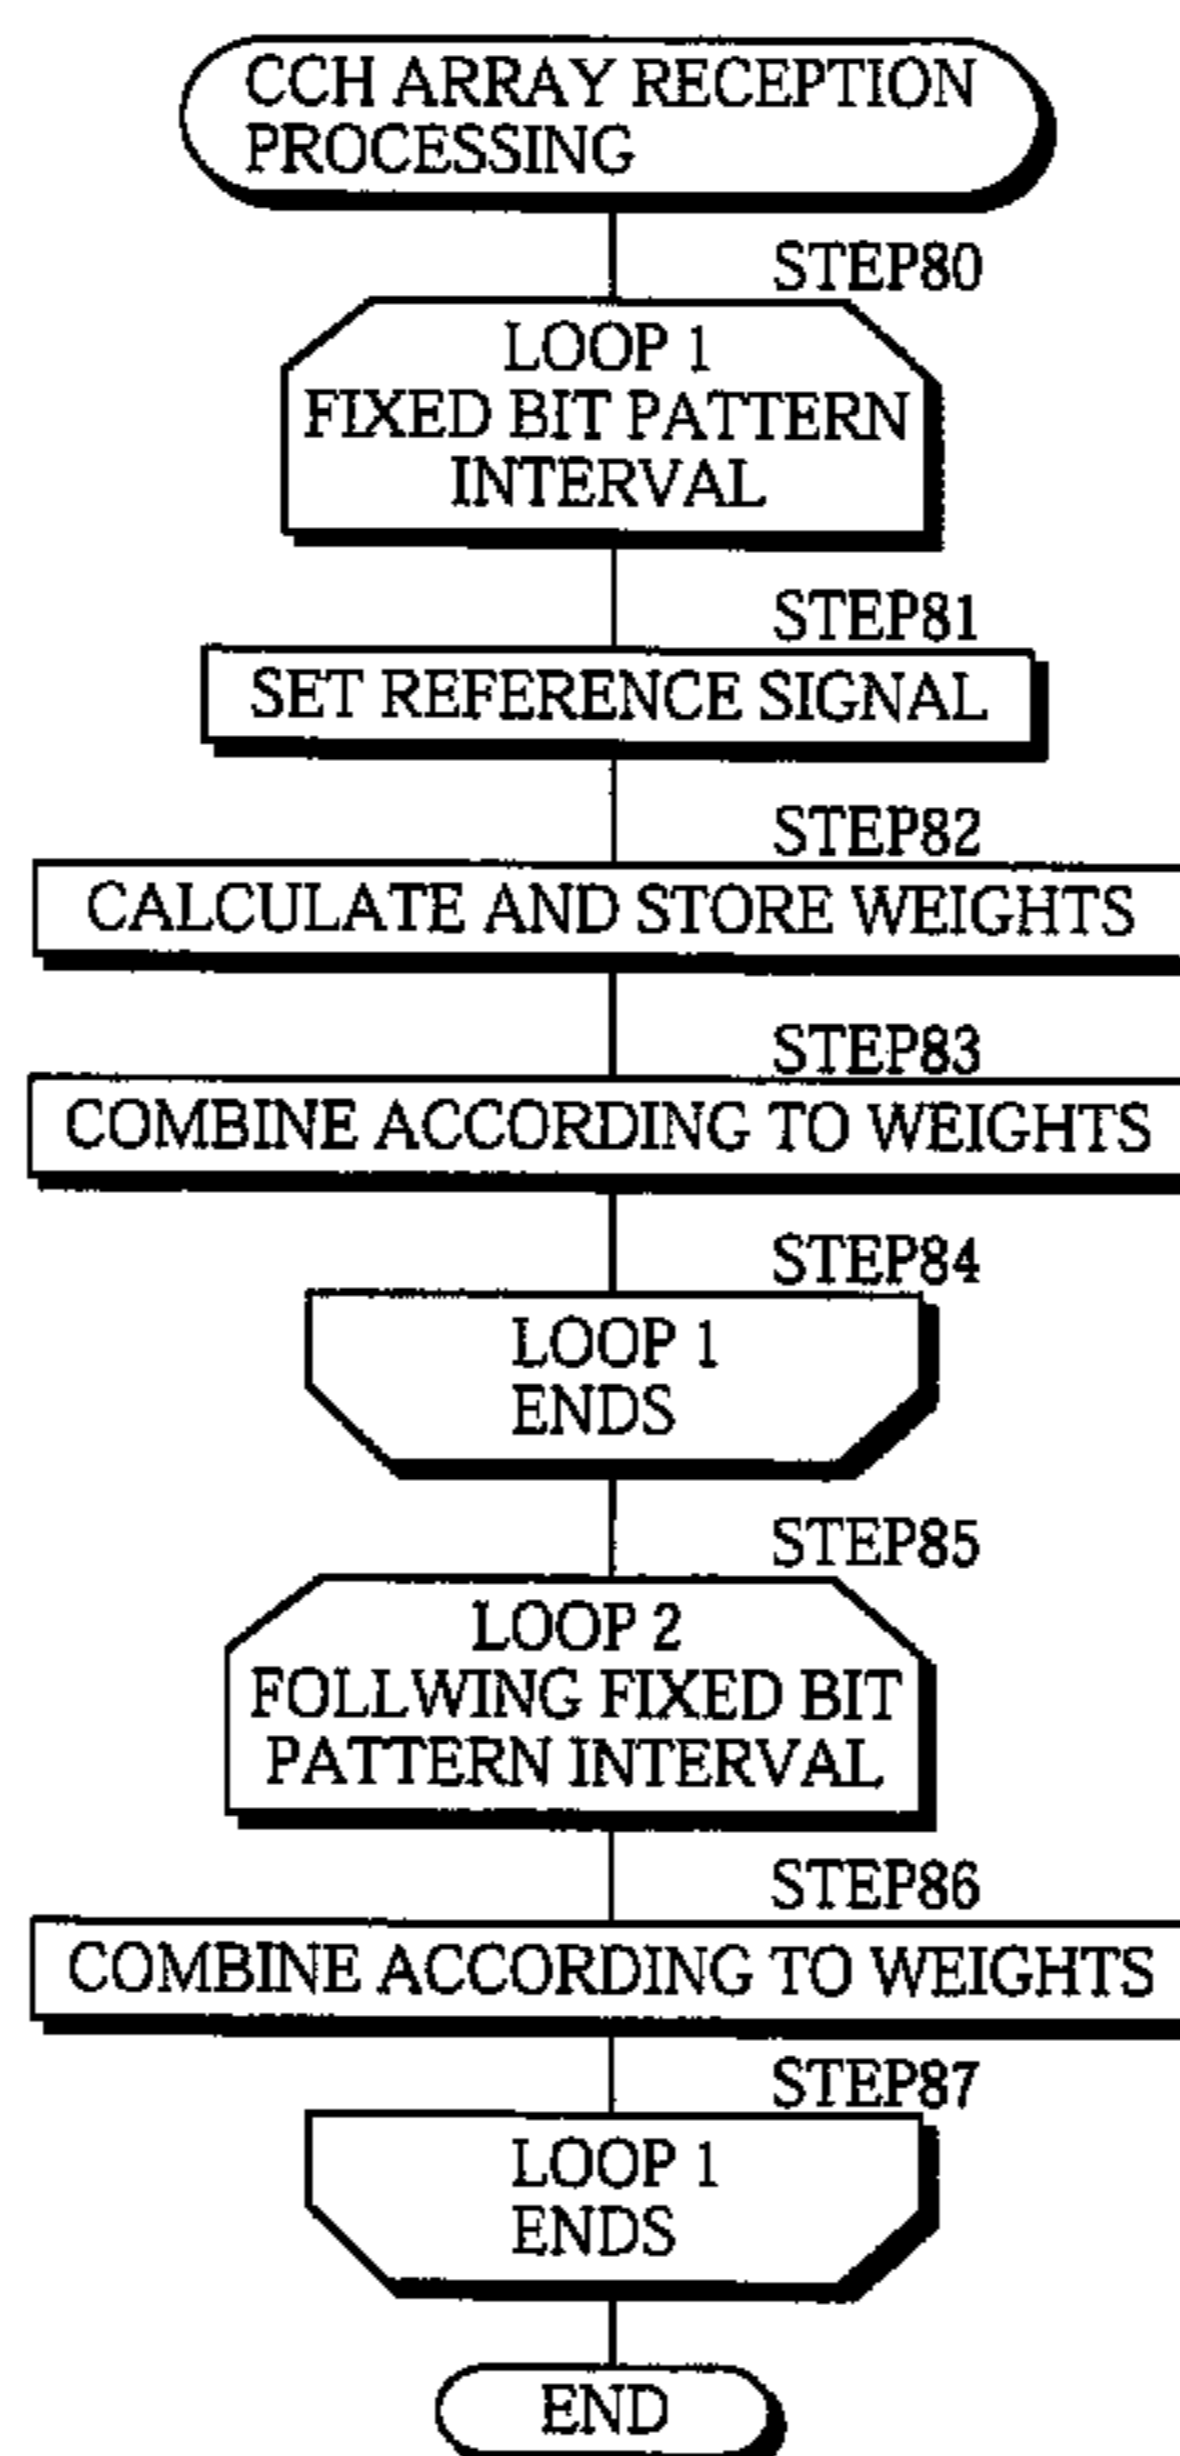 CCH ARRAY RECEPTION
PROCESSING
STEP80
LOOP 1
FIXED BIT PATTERN
INTERVAL
STEP81
SET REFERENCE SIGNAL
STEP82
CALCULATE AND STORE WEIGHTS
STEP83
COMBINE ACCORDING TO WEIGHTS
STEP84
LOOP 1
ENDS
STEP85
LOOP 2
FOLLWING FIXED BIT
PATTERN INTERVAL
STEP86
COMBINE ACCORDING TO WEIGHTS
STEP87
LOOP 1
ENDS
END